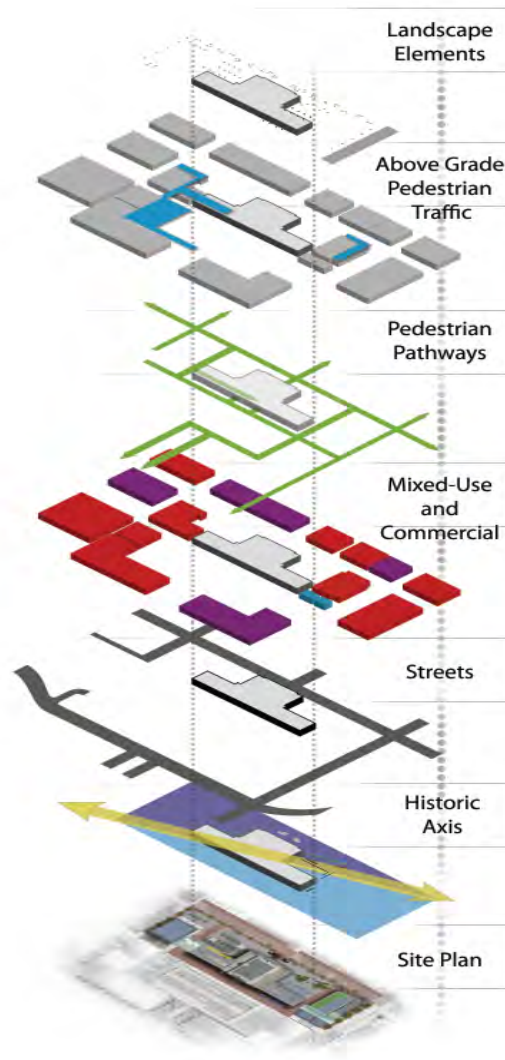 Landscape
Elements
Above Grade
Pedestrian
Traffic
Pedestrian
Pathways
Mixed-Use
and
Commercial
Streets
Historic
Axis
Site Plan